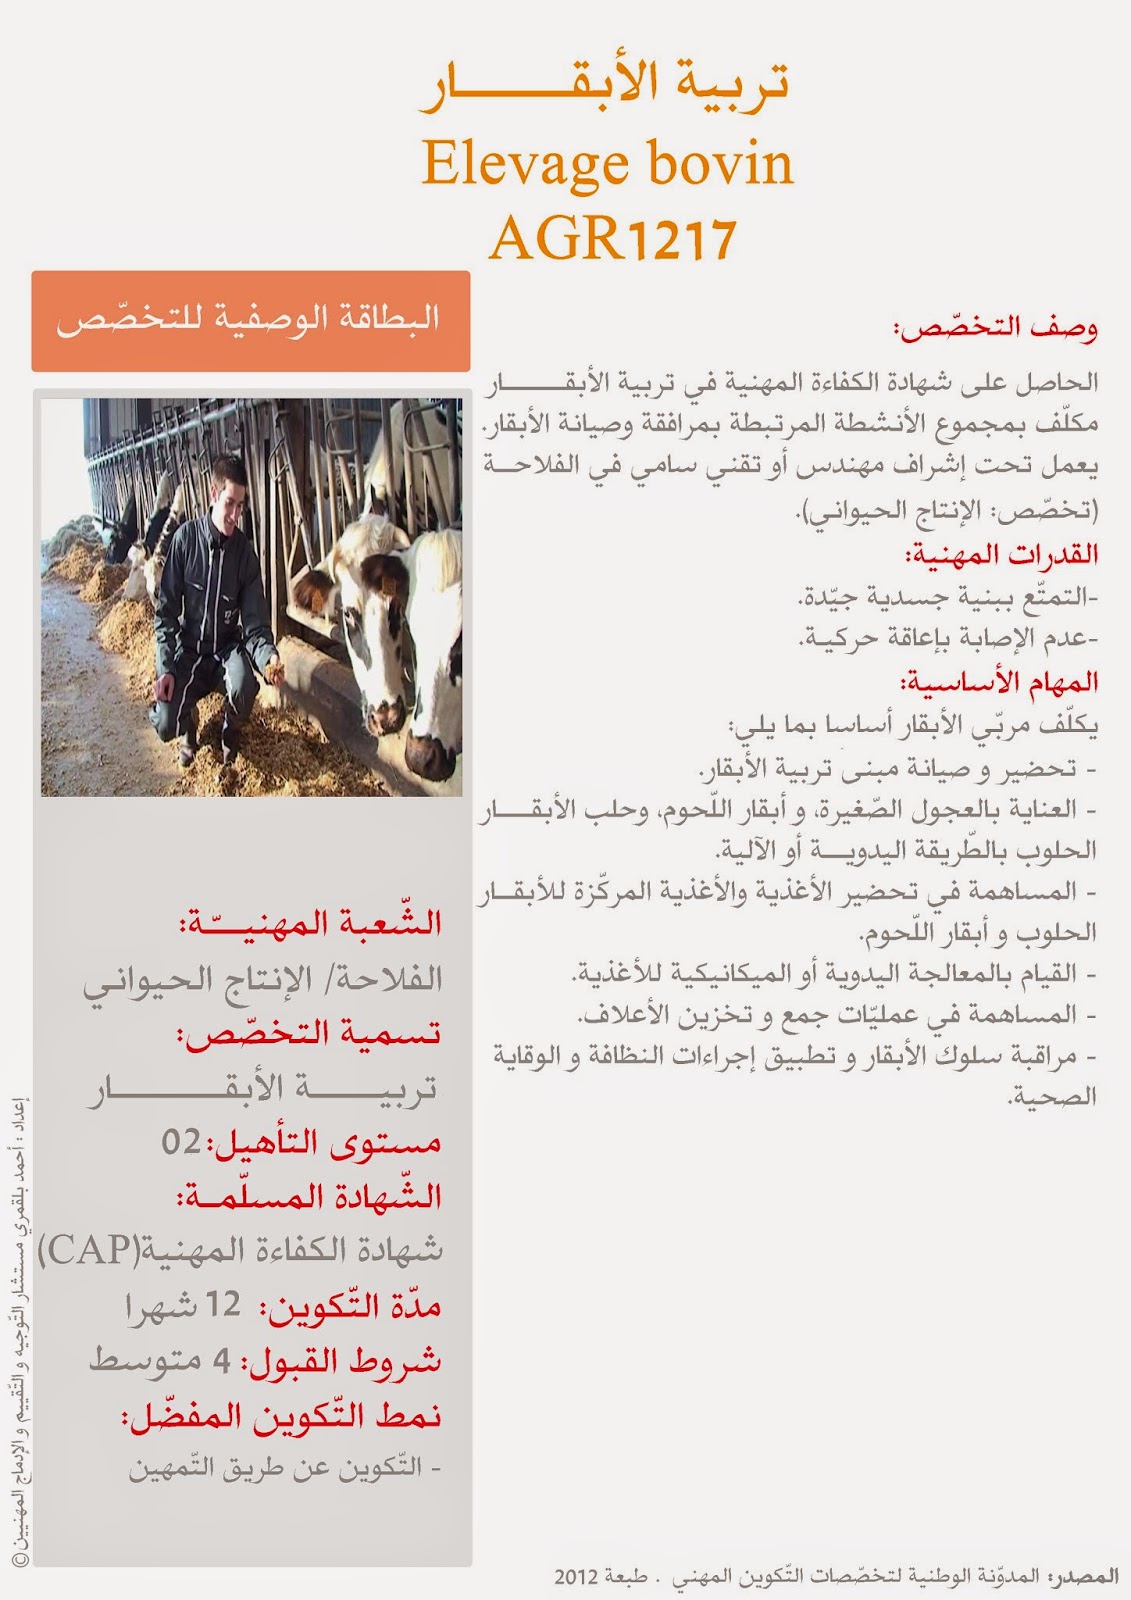 تربية الأبقـــــــار
Elevage bovin
AGR1217
البطاقة الوصفية للتخصّص
وصف التخصّص:
الحاصل على شهادة الكفاءة المهنية في تربية الأبقـــــار
مكلّف بمجموع الأنشطة المرتبطة بمرافقة وصيانة الأبقار.
يعمل تحت إشراف مهندس أو تقني سامي في الفلاحـة
(تخصّص: الإنتاج الحيواني).
القدرات المهنية:
-التمتّع ببنية جسدية جيّدة.
-عدم الإصابة بإعاقة حركيـة.
المهام الأساسية:
يكلّف مربّي الأبقار أساسا بما يلي:
- تحضير و صيانة مبنى تربية الأبقار.
- العناية بالعجول الصّغيرة، و أبقار اللّحوم، وحلب الأبقـــار
الحلوب بالطّريقة اليدويـــة أو الآلية.
- المساهمة في تحضير الأغذية والأغذية المركّزة للأبقـــار
الحلوب و أبقار اللّحوم.
- القيام بالمعالجة اليدوية أو الميكانيكية للأغذية.
- المساهمة في عمليّات جمع و تخزين الأعلاف.
- مراقبة سلوك الأبقار و تطبيق إجراءات النظافة و الوقاية
الصحية.
الشّعبة المهنيـــّة:
الفلاحة/ الإنتاج الحيواني
تسمية التخصّص:
تربيـــــة الأبقـــــــــار
مستوى التأهيل: 02
الشّهادة المسلّمـة:
شهادة الكفاءة المهنية(CAP)
مدّة التّكوين: 12 شهرا
شروط القبول: 4 متوسط
نمط التّكوين المفضّل:
- التّكوين عن طريق التّمهين
إعداد : أحمد بلقمري مستشار التّوجيه و التّقييم و الإدماج المهنيين©
المصدر: المدوّنة الوطنية لتخصّصات التّكوين المهني . طبعة 2012